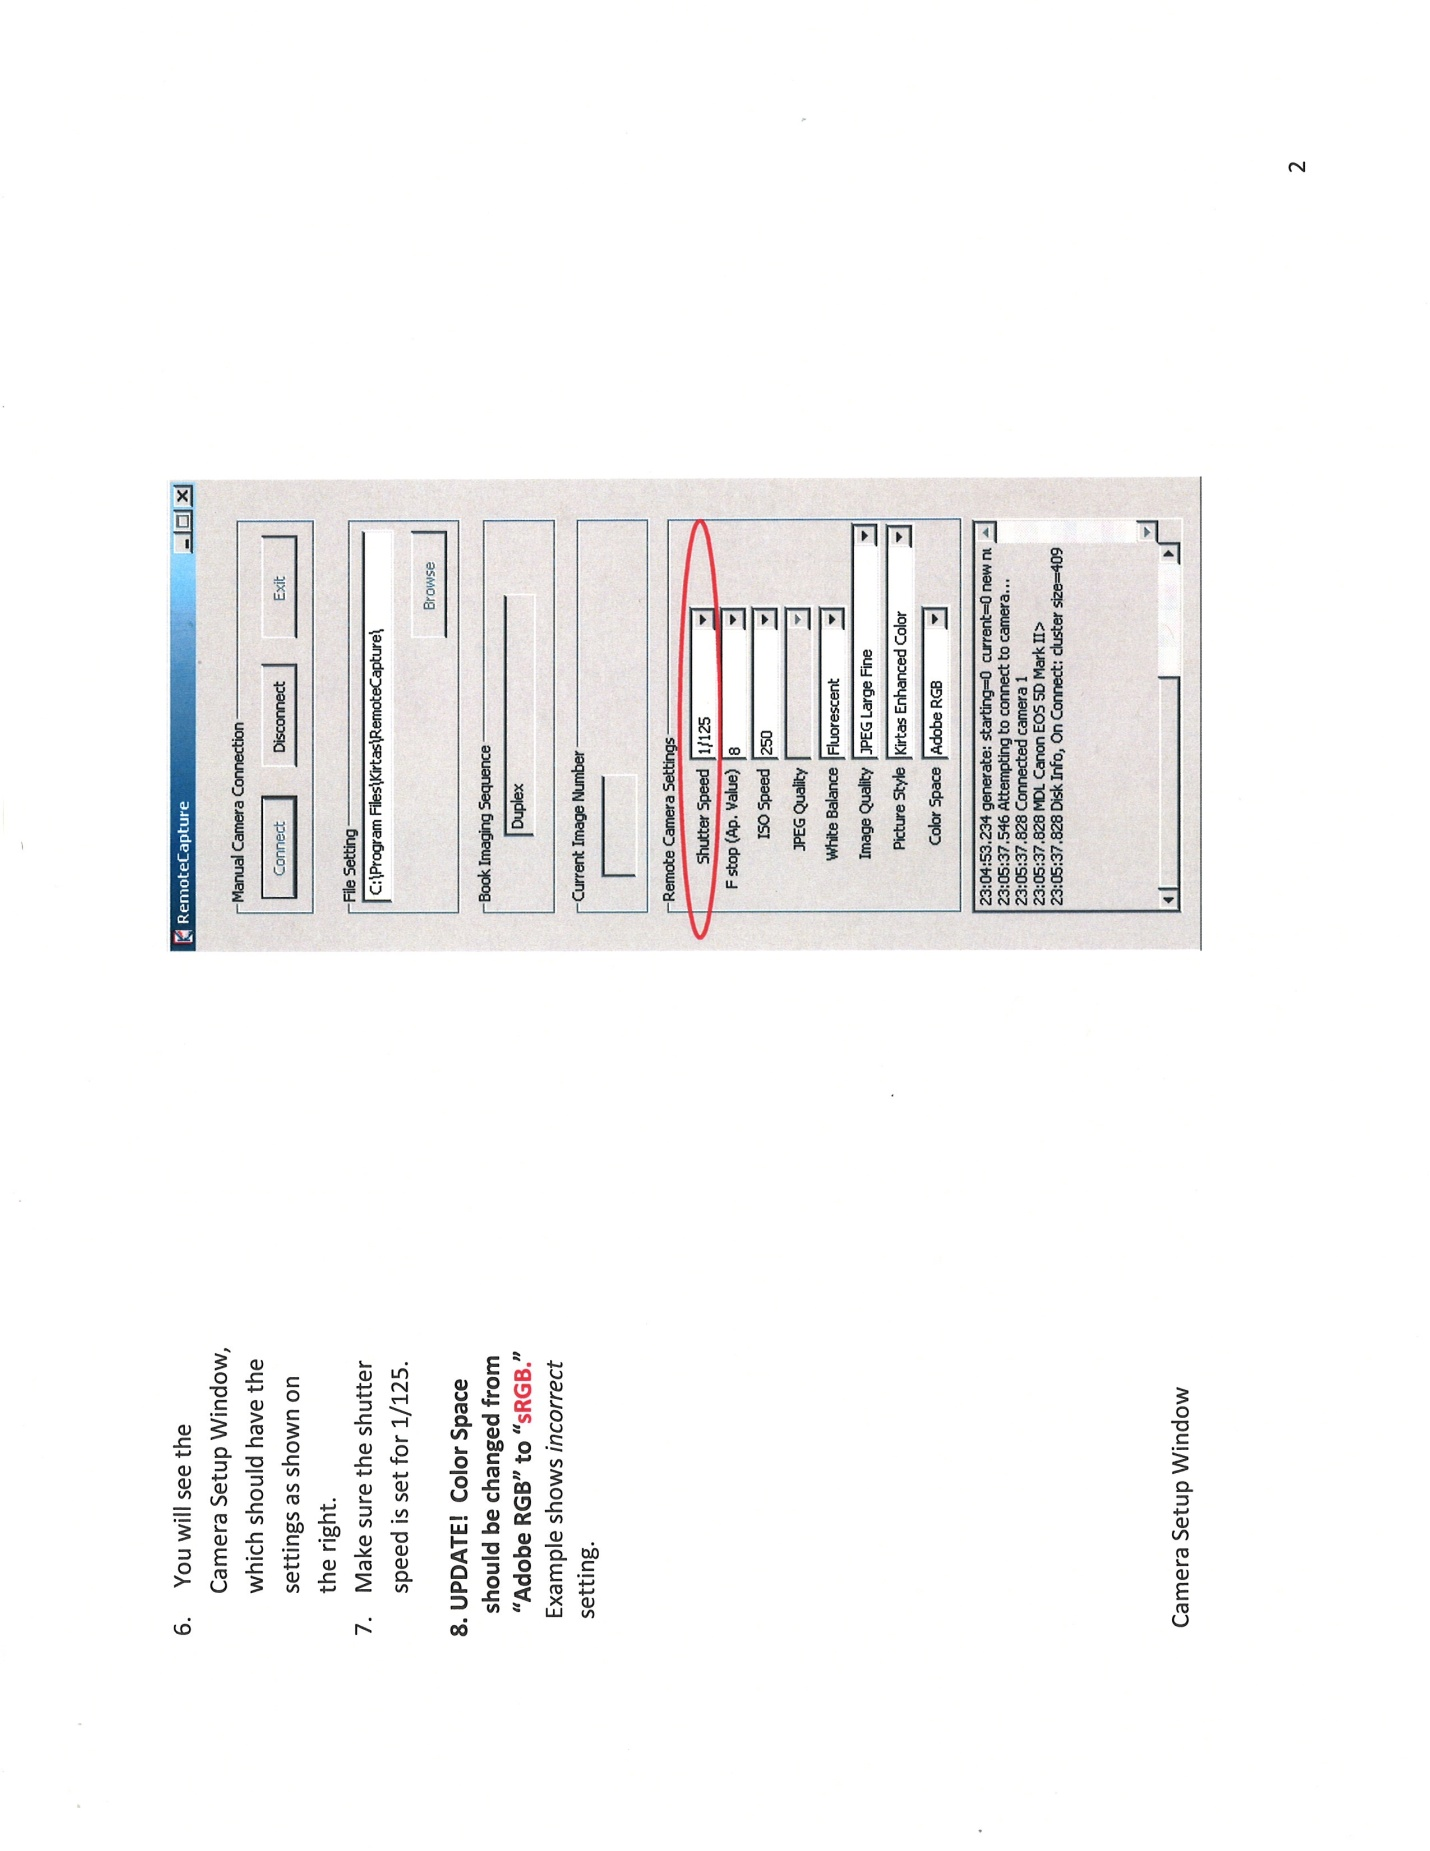 6. You will see the
Camera Setup Window,
which should have the
settings as shown on
the right.
7. Make sure the shutter
speed is set for 1/125.
8. UPDATE! Color Space
should be changed from
“Adobe RGB” to “sRGB.”
Example shows incorrect
setting.
Camera Setup Window
RemoteCapture
Manual Camera Connection
Connect Disconnect Exit
File Setting
C:\Program Files\Kirtas\RemoteCapture\
Browse
Book Imaging Sequence
Duplex
Current Image Number
Remote Camera Settings
Shutter Speed 1/125
F stop (Ap. Value) 8
ISO Speed 250
JPEG Quality
White Balance Fluorescent
Image Quality JPEG Large Fine
Picture Style Kirtas Enhanced Color
Color Space Adobe RGB
23:04:53.234 generate: starting=0 current=0 new
23:05:37.546 Attempting to connect to camera...
23:05:37.828 Connected camera 1
23:05:37.828 MDL Canon EOS 5D Mark II>
23:05:37.828 Disk Info, On Connect: cluster size=409
2